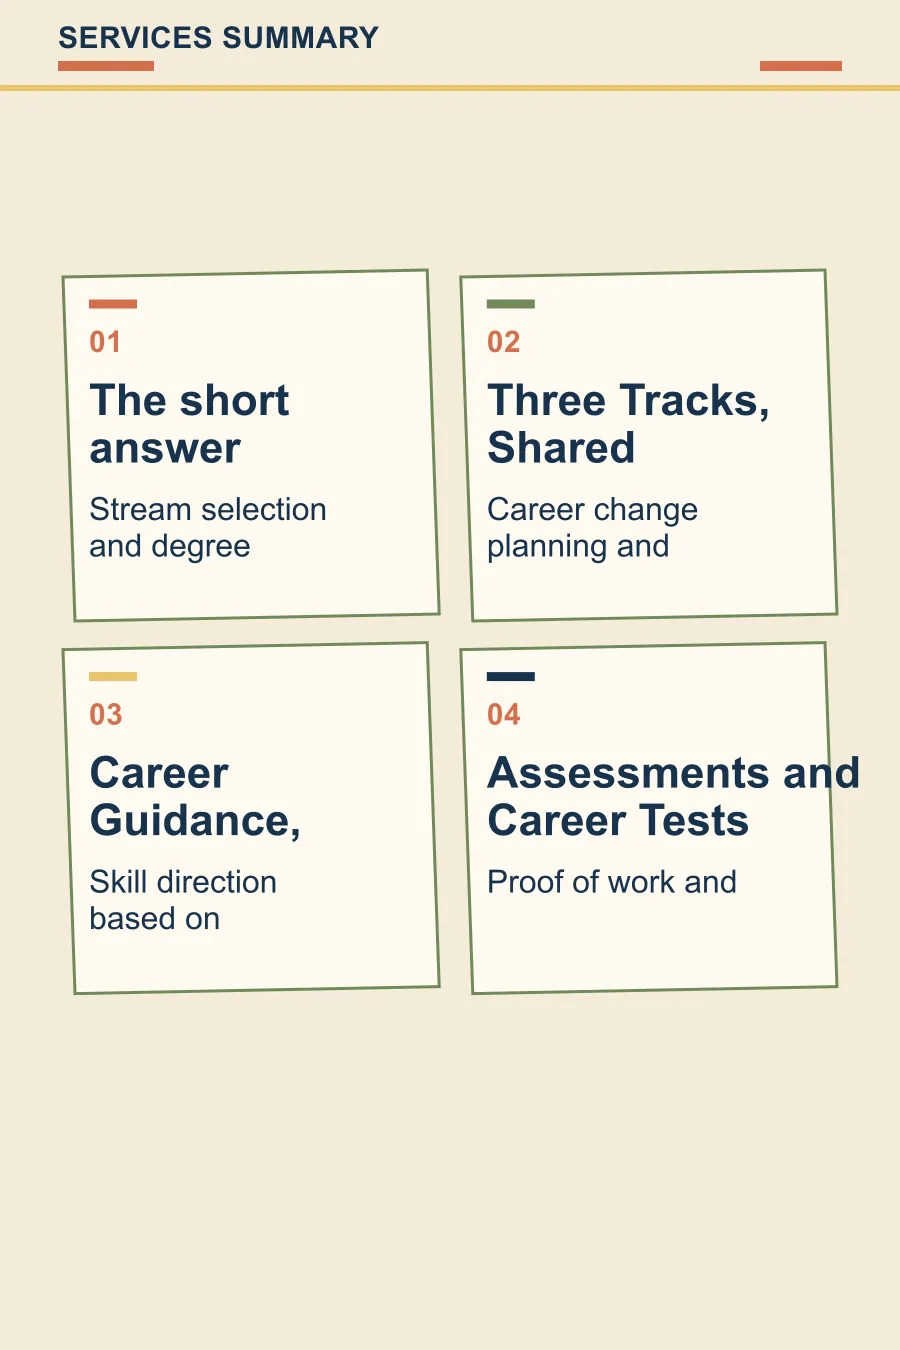 SERVICES SUMMARY
01
The short
answer
Stream selection
and degree
02
Three Tracks,
Shared
Career change
planning and
03
Career
Guidance,
Skill direction
based on
04
Assessments and
Career Tests
Proof of work and